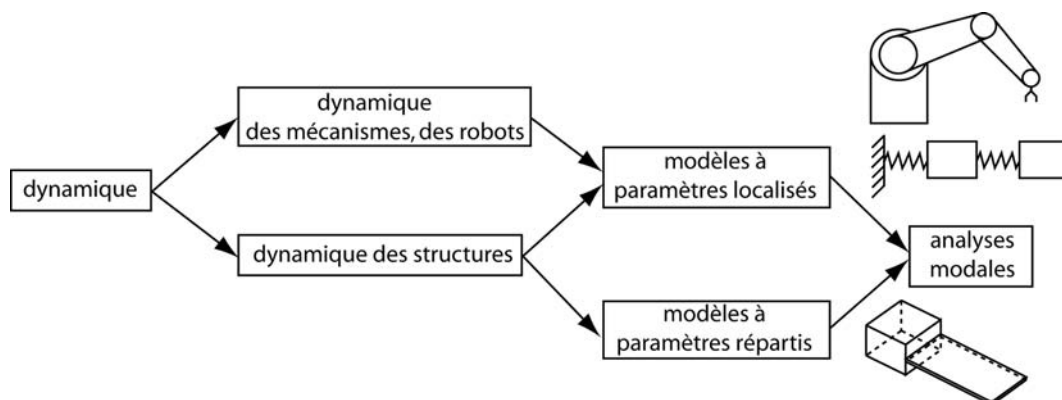 dynamique
dynamique
des mécanismes, des robots
dynamique des structures
modèles à
paramètres localisés
modèles à
paramètres répartis
analyses
modales